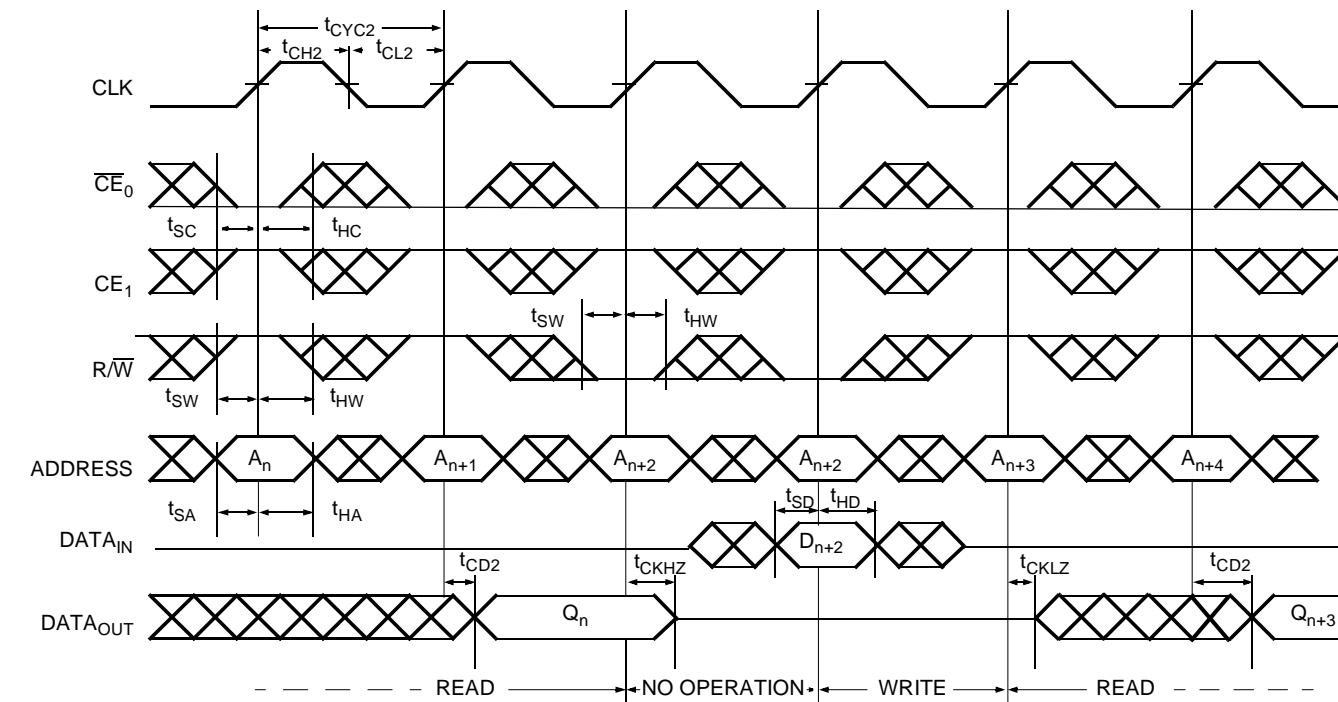 tCYC2
tCH2 tCL2
CLK
CE0
tSC tHC
CE1
tSW tHW
R/W
tSW tHW
ADDRESS An An+1 An+2 An+2 An+3 An+4
tSA tHA tSD tHD
DATAIN Dn+2
tCD2 tCKHZ tCKLZ tCD2
DATAOUT Qn Qn+3
READ NO OPERATION WRITE READ